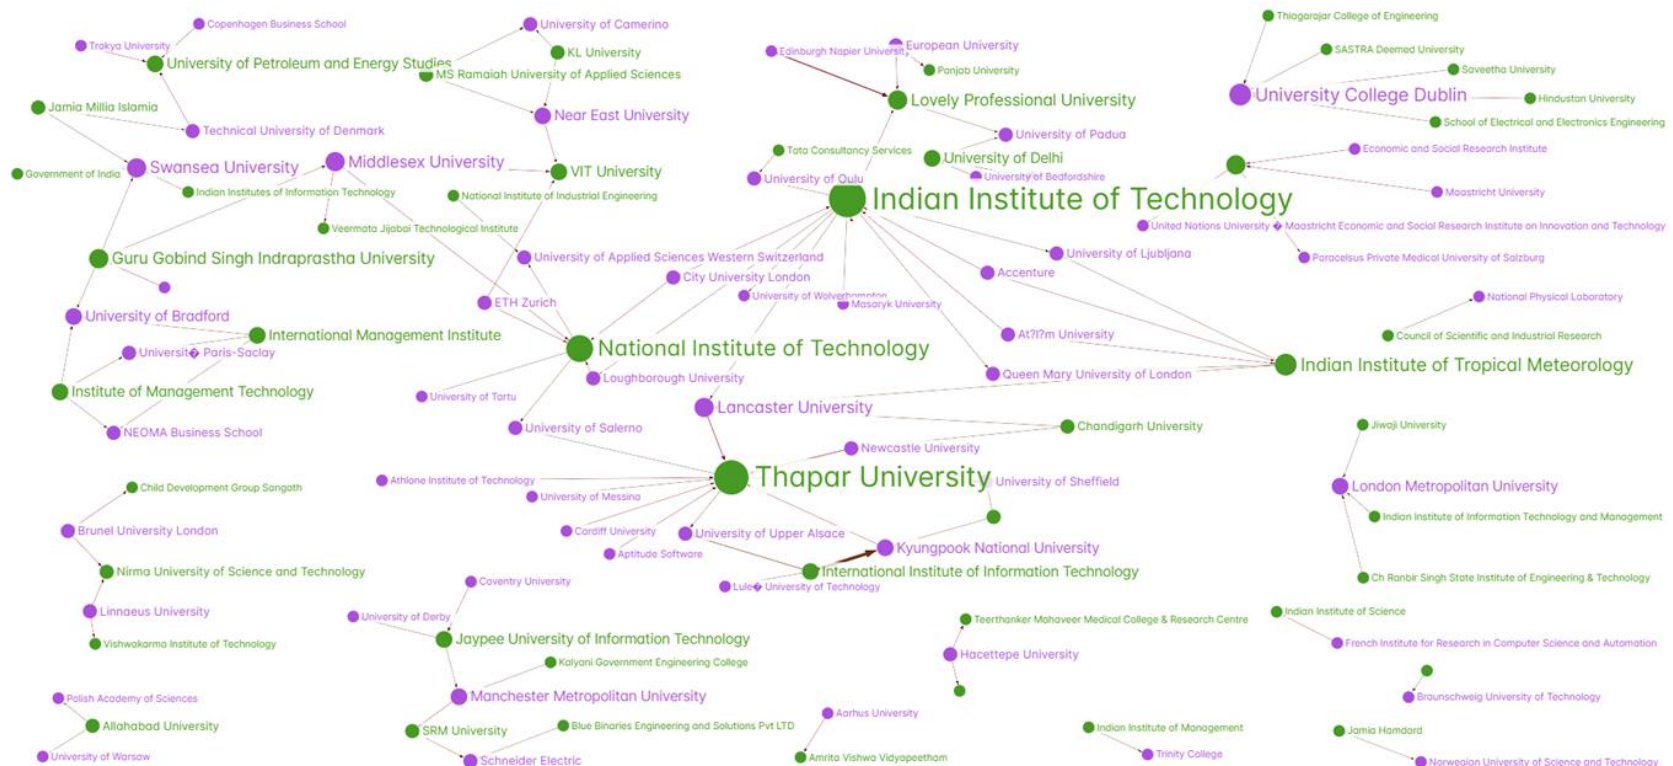 Copenhagen Business School
Trakya University
University of Petroleum and Energy Studies
University of Camerino
KL University
MS Ramaiah University of Applied Sciences
Jamia Millia Islamia
Technical University of Denmark
Near East University
Swansea University
Middlesex University
VIT University
Government of India
Indian Institutes of Information Technology
National Institute of Industrial Engineering
Veermata Jijabai Technological Institute
Guru Gobind Singh Indraprastha University
University of Applied Sciences Western Switzerland
City University London
ETH Zurich
University of Bradford
International Management Institute
Universit� Paris-Saclay
Institute of Management Technology
NEOMA Business School
Edinburgh Napier University
European University
Panjab University
Lovely Professional University
University of Padua
Tata Consultancy Services
University of Delhi
University of Oulu
University of Bedfordshire
Indian Institute of Technology
University of Wolverhampton
Masaryk University
University of Ljubljana
Accenture
At?l?m University
Queen Mary University of London
National Institute of Technology
Loughborough University
University of Tartu
University of Salerno
Lancaster University
Chandigarh University
Newcastle University
Thiagarajar College of Engineering
SASTRA Deemed University
Saveetha University
University College Dublin
Hindustan University
School of Electrical and Electronics Engineering
Economic and Social Research Institute
Maastricht University
United Nations University � Maastricht Economic and Social Research Institute on Innovation and Technology
Paracelsus Private Medical University of Salzburg
National Physical Laboratory
Council of Scientific and Industrial Research
Indian Institute of Tropical Meteorology
Jiwaji University
London Metropolitan University
Indian Institute of Information Technology and Management
Ch Ranbir Singh State Institute of Engineering & Technology
Thapar University
University of Sheffield
Athlone Institute of Technology
University of Messina
Cardiff University
University of Upper Alsace
Aptitude Software
Kyungpook National University
International Institute of Information Technology
Lule� University of Technology
Child Development Group Sangath
Brunel University London
Nirma University of Science and Technology
Linnaeus University
Vishwakarma Institute of Technology
Coventry University
University of Derby
Jaypee University of Information Technology
Kalyani Government Engineering College
Manchester Metropolitan University
SRM University
Blue Binaries Engineering and Solutions Pvt LTD
Schneider Electric
Polish Academy of Sciences
Allahabad University
University of Warsaw
Teerthanker Mahaveer Medical College & Research Centre
Hacettepe University
Aarhus University
Amrita Vishwa Vidyapeetham
Indian Institute of Management
Trinity College
Indian Institute of Science
French Institute for Research in Computer Science and Automation
Braunschweig University of Technology
Jamia Hamdard
Norwegian University of Science and Technology